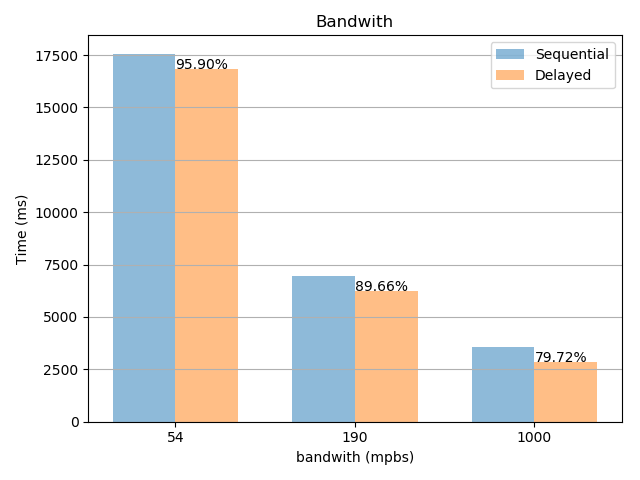 Bandwith
Sequential
Delayed
Time (ms)
17500
15000
12500
10000
7500
5000
2500
0
95.90%
89.66%
79.72%
54 190 1000
bandwith (mpbs)